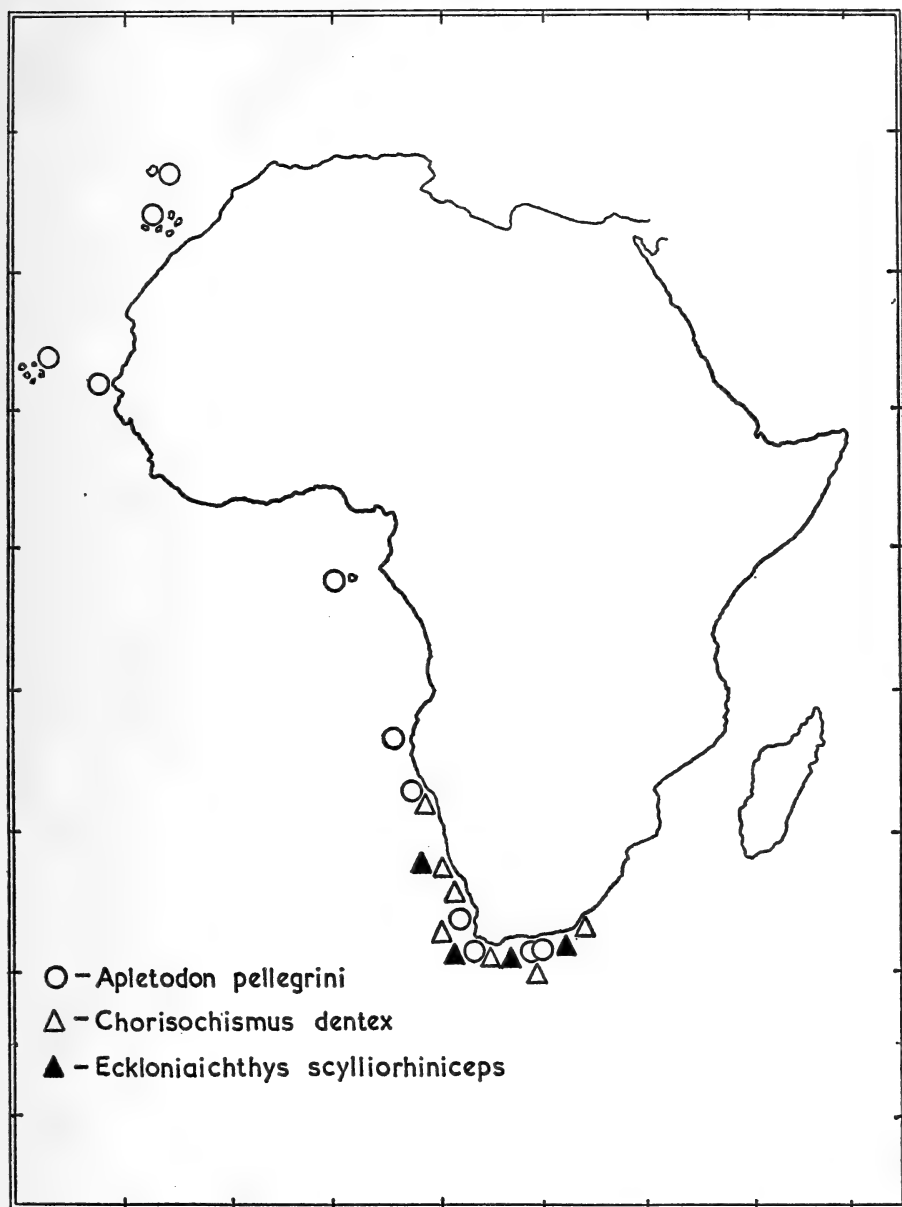 ○ – Apletodon pellegrini
△ – Chorisochismus dentex
▲ – Eckloniaichthys scylliorhiniceps